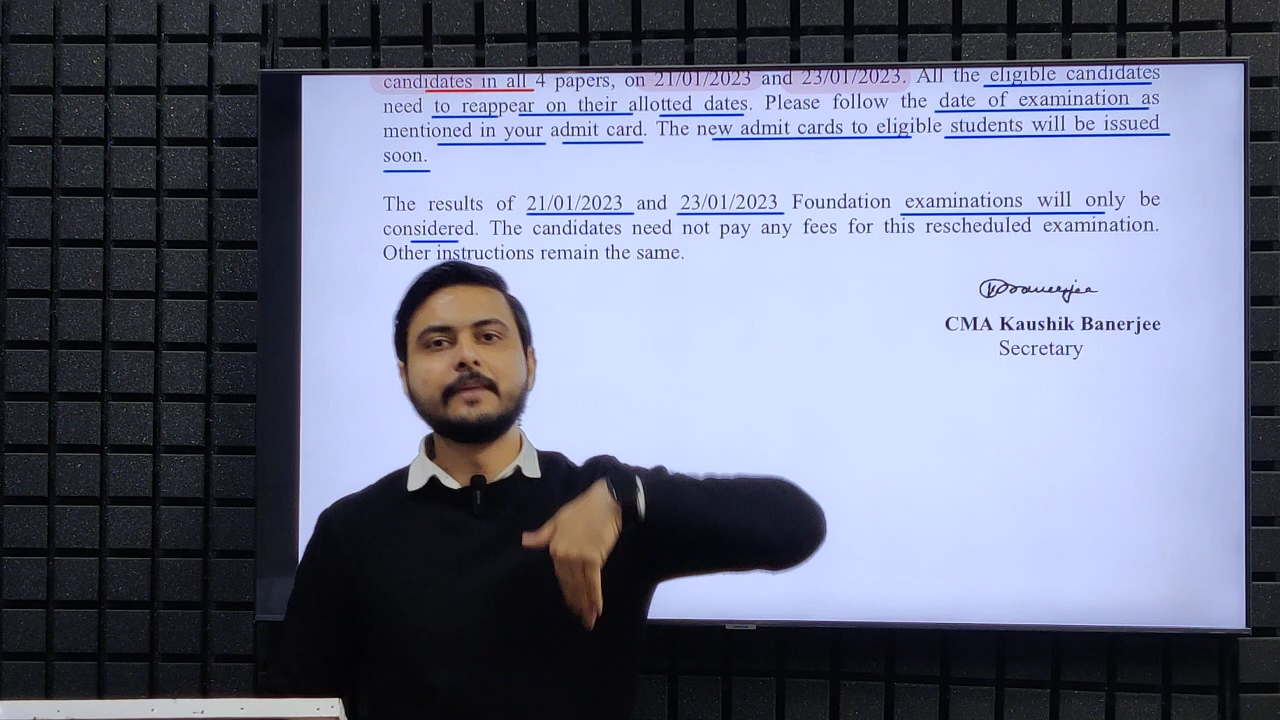 candidates in all 4 papers, on 21/01/2023 and 23/01/2023. All the eligible candidates
need to reappear on their allotted dates. Please follow the date of examination as
mentioned in your admit card. The new admit cards to eligible students will be issued
soon.
The results of 21/01/2023 and 23/01/2023 Foundation examinations will only be
considered. The candidates need not pay any fees for this rescheduled examination.
Other instructions remain the same.
CMA Kaushik Banerjee
Secretary